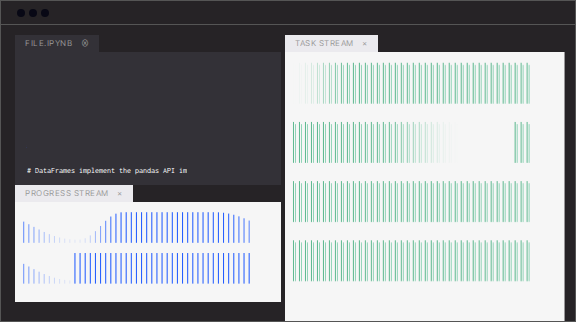 FILE.IPYNB
# DataFrames implement the pandas API im
PROGRESS STREAM ×
TASK STREAM ×